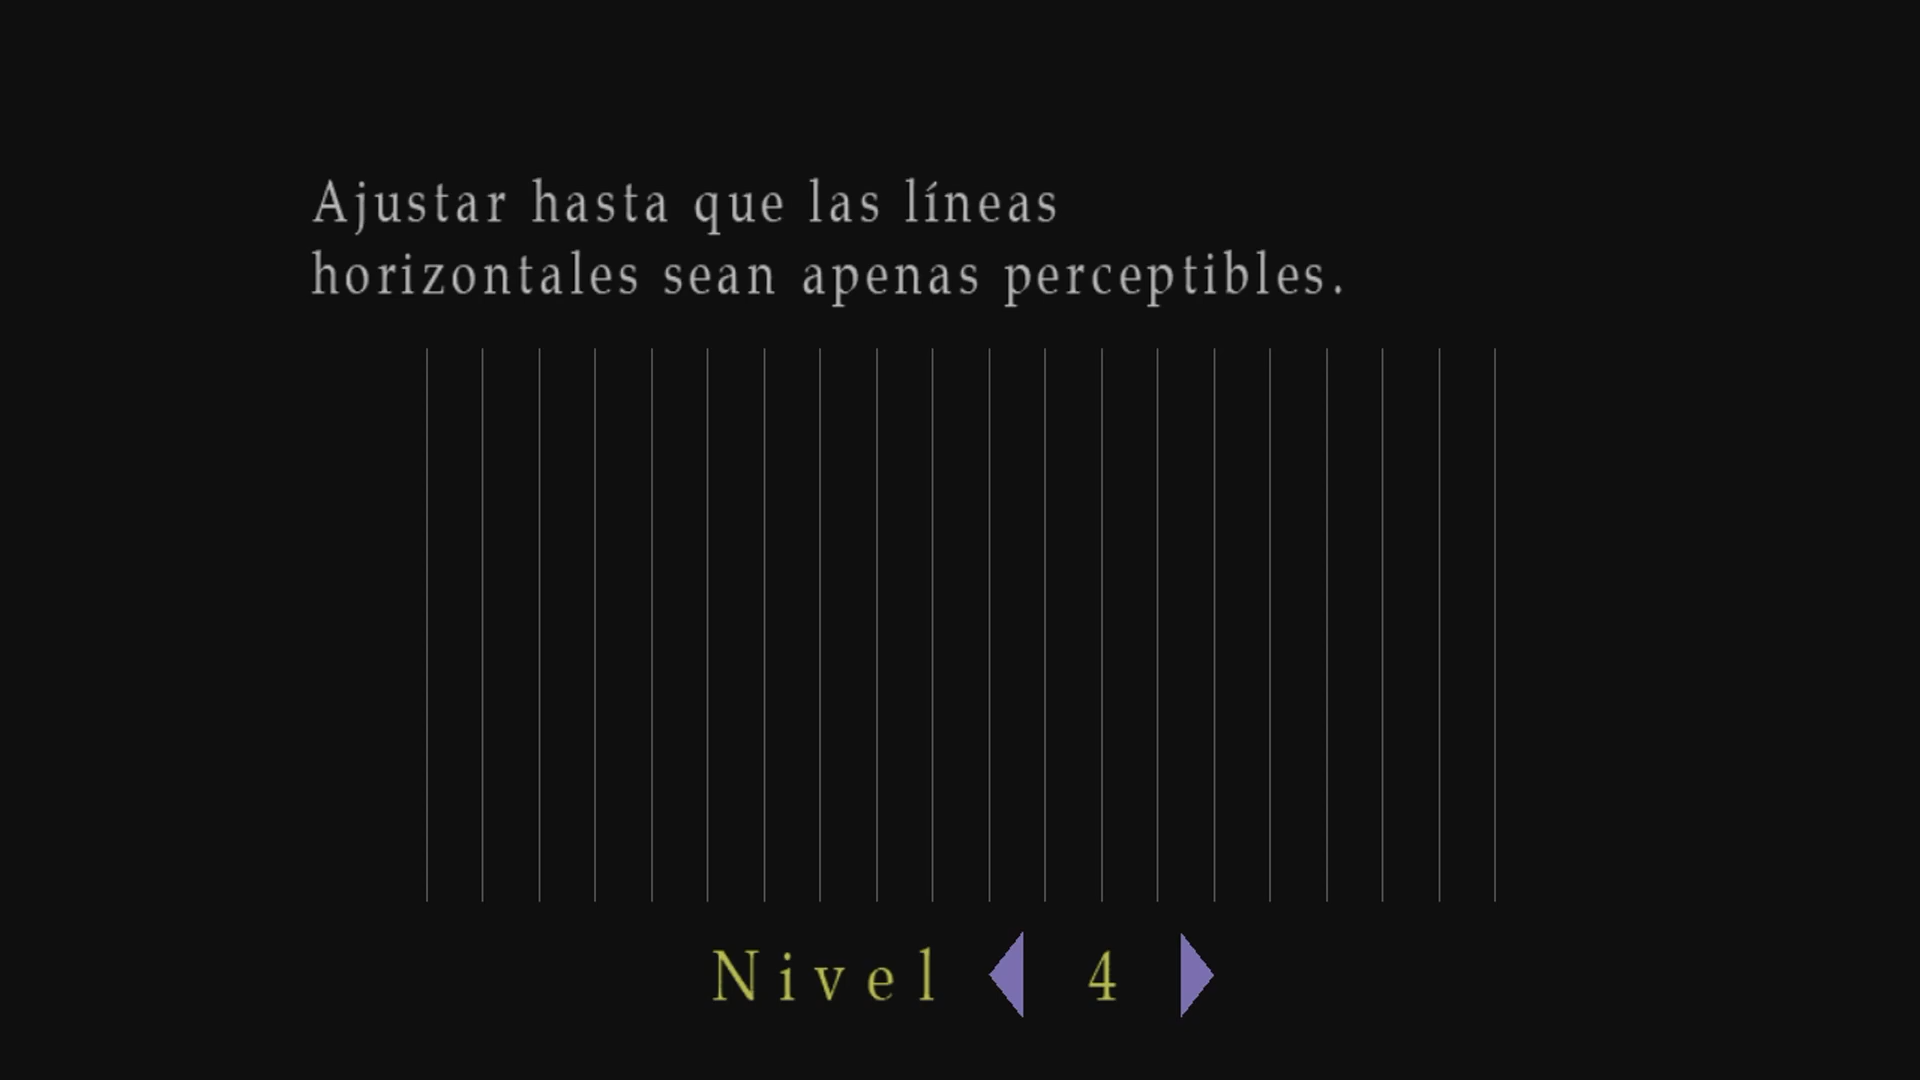 Ajustar hasta que las líneas
horizontales sean apenas perceptibles.
Nivel 4